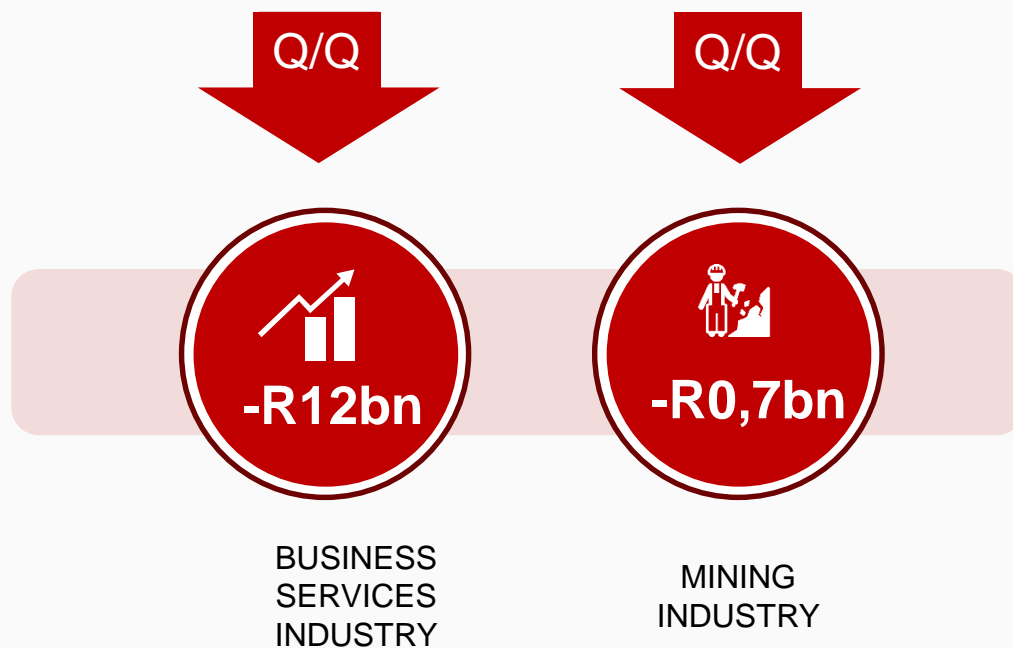 Q/Q
Q/Q
-R12bn
-R0,7bn
BUSINESS
SERVICES
INDUSTRY
MINING
INDUSTRY